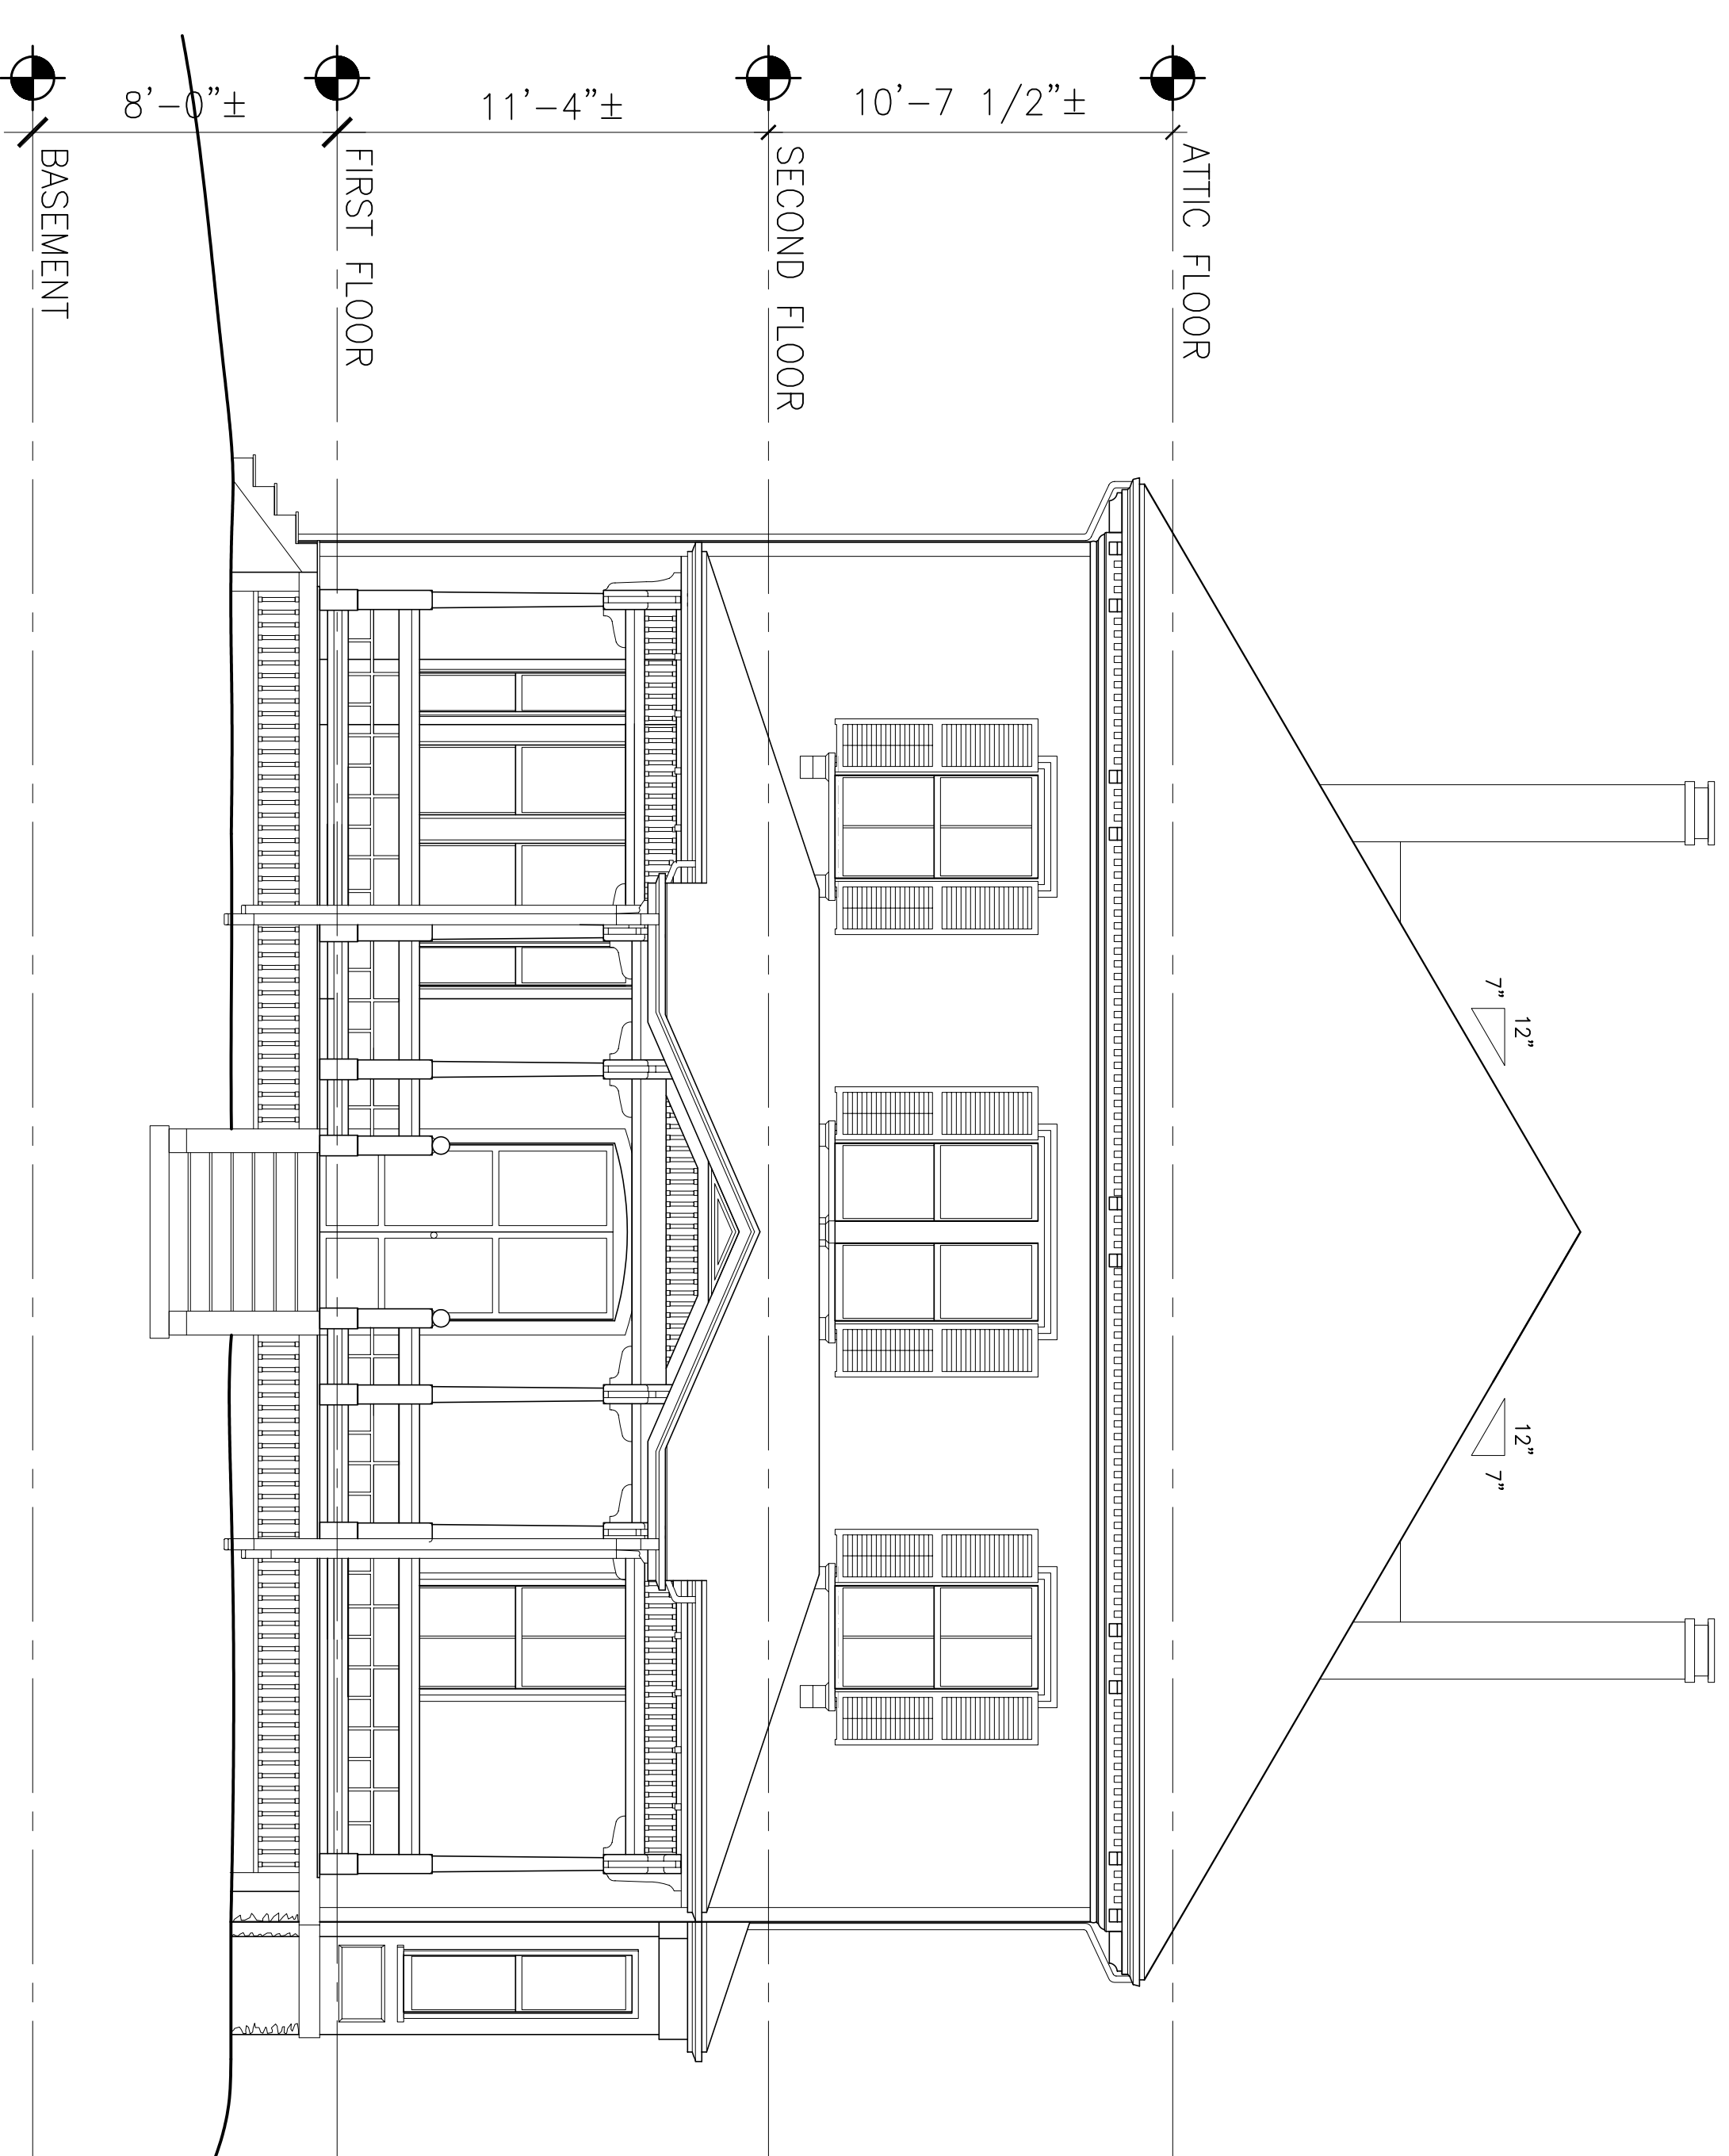 8'-0"±
11'-4"±
10'-7 1/2"±
ATTIC FLOOR
SECOND FLOOR
FIRST FLOOR
BASEMENT
7"
12"
12"
7"